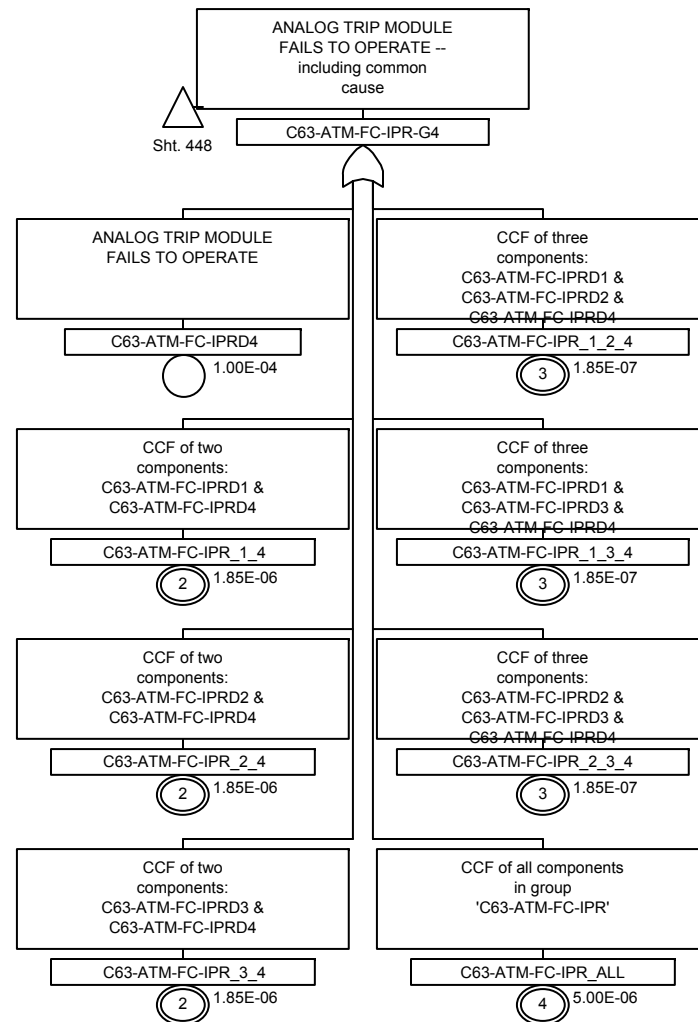 ANALOG TRIP MODULE
FAILS TO OPERATE --
including common
cause
Sht. 448
C63-ATM-FC-IPR-G4
ANALOG TRIP MODULE
FAILS TO OPERATE
C63-ATM-FC-IPRD4
1.00E-04
CCF of three
components:
C63-ATM-FC-IPRD1 &
C63-ATM-FC-IPRD2 &
C63-ATM-FC-IPRD4
C63-ATM-FC-IPR_1_2_4
3
1.85E-07
CCF of two
components:
C63-ATM-FC-IPRD1 &
C63-ATM-FC-IPRD4
C63-ATM-FC-IPR_1_4
2
1.85E-06
CCF of three
components:
C63-ATM-FC-IPRD1 &
C63-ATM-FC-IPRD3 &
C63-ATM-FC-IPRD4
C63-ATM-FC-IPR_1_3_4
3
1.85E-07
CCF of two
components:
C63-ATM-FC-IPRD2 &
C63-ATM-FC-IPRD4
C63-ATM-FC-IPR_2_4
2
1.85E-06
CCF of three
components:
C63-ATM-FC-IPRD2 &
C63-ATM-FC-IPRD3 &
C63-ATM-FC-IPRD4
C63-ATM-FC-IPR_2_3_4
3
1.85E-07
CCF of two
components:
C63-ATM-FC-IPRD3 &
C63-ATM-FC-IPRD4
C63-ATM-FC-IPR_3_4
2
1.85E-06
CCF of all components
in group
'C63-ATM-FC-IPR'
C63-ATM-FC-IPR_ALL
4
5.00E-06